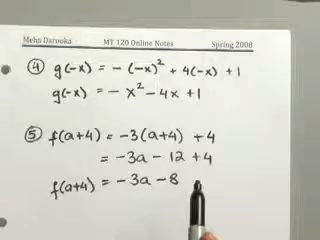 Mehs Darooka MT 120 Online Notes Spring 2008
④ g(-x) = -(-x)² + 4(-x) + 1
g(-x) = -x² - 4x + 1
⑤ f(a+4) = -3(a+4) + 4
= -3a - 12 + 4
f(a+4) = -3a - 8